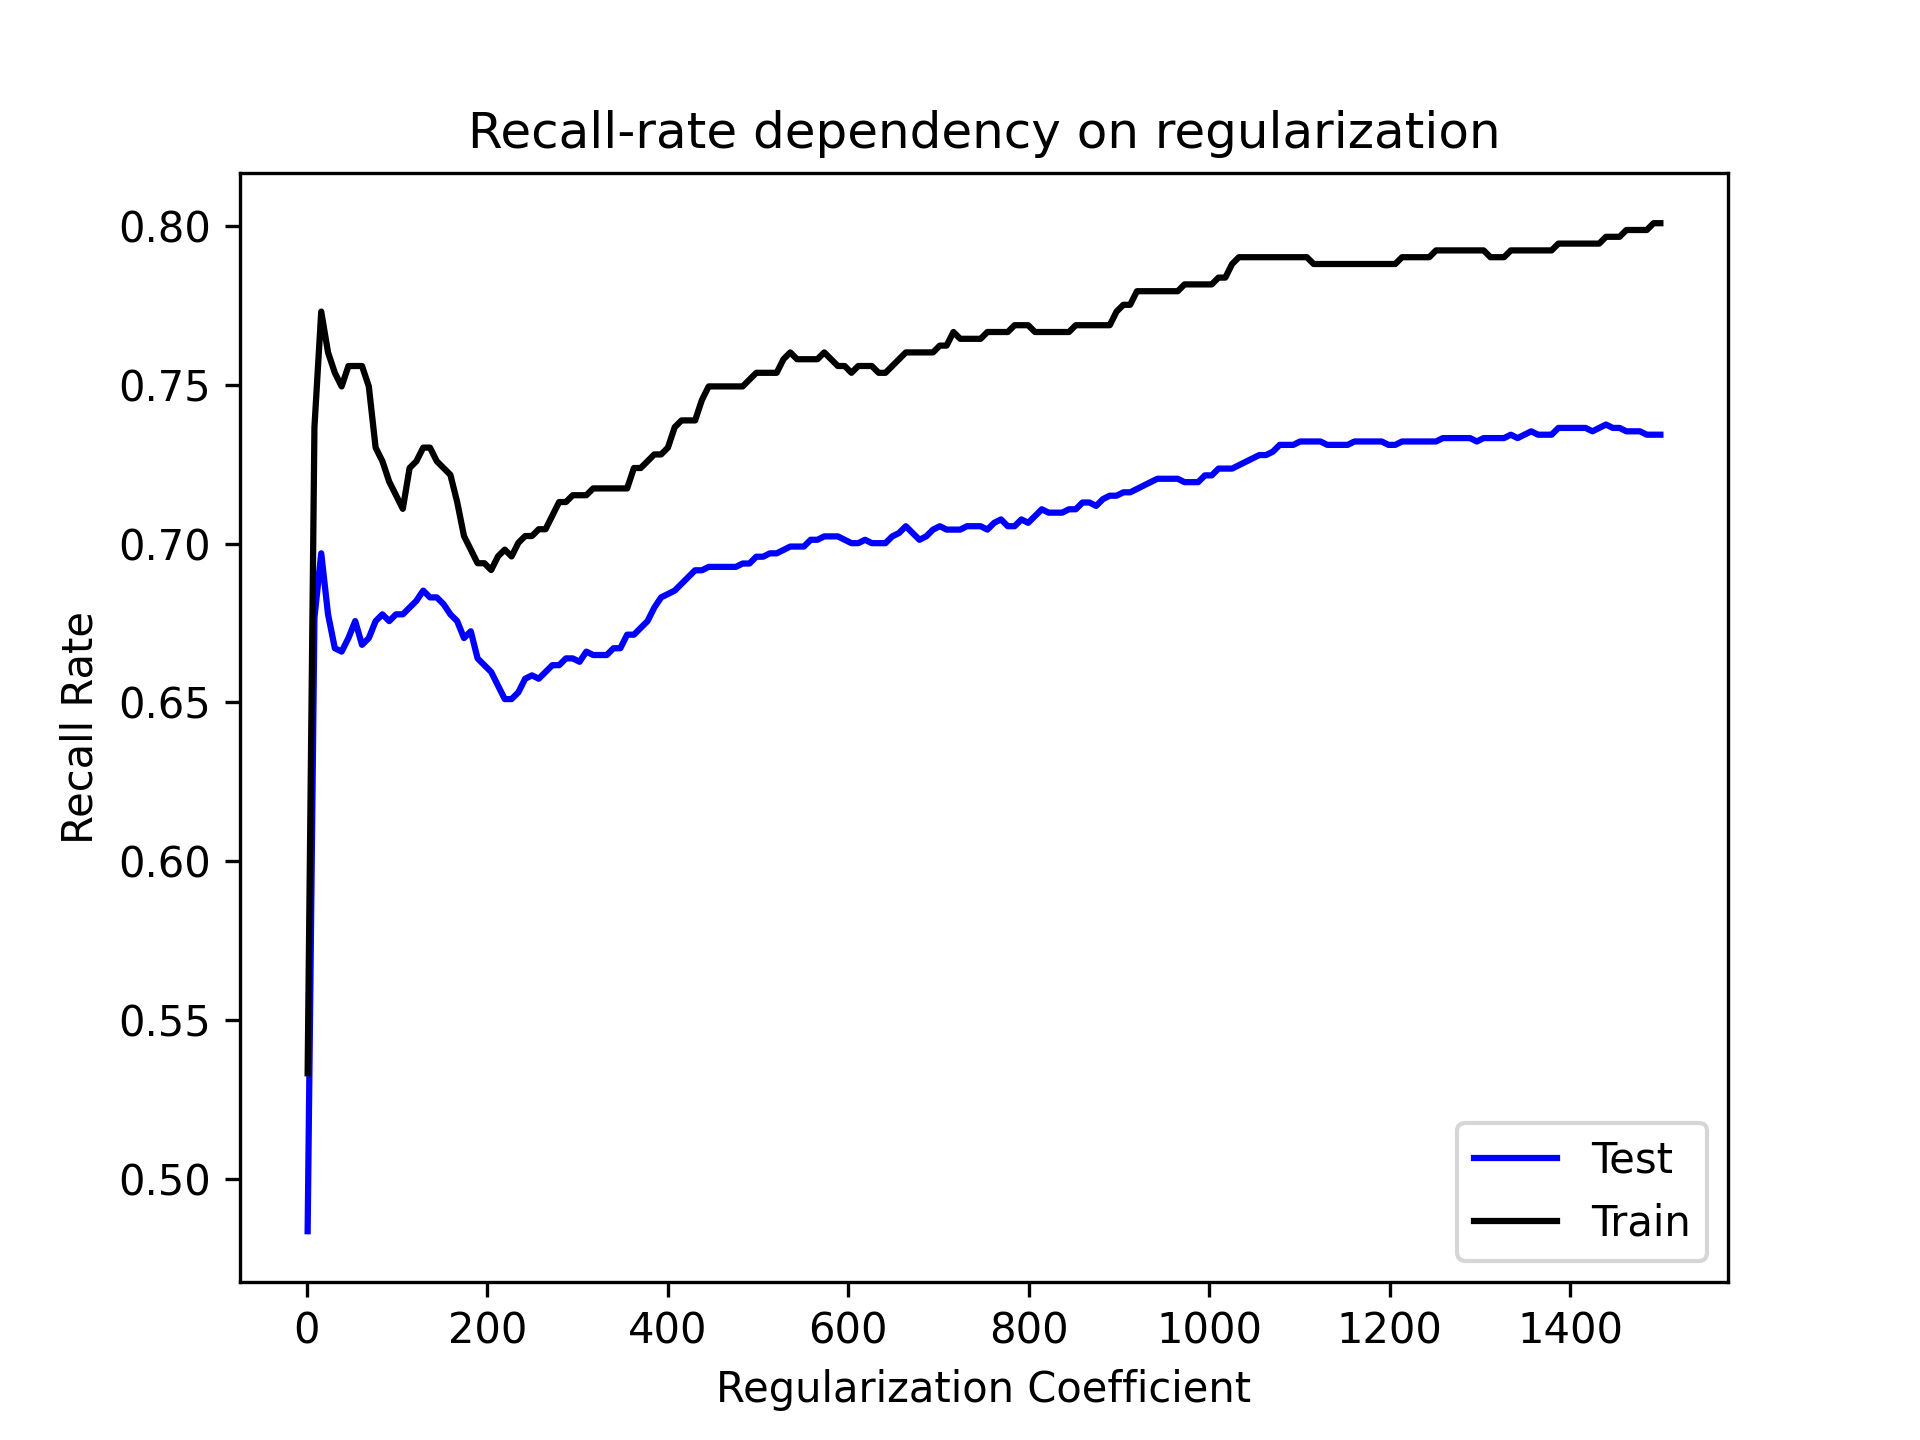 Recall-rate dependency on regularization
0.80
0.75
0.70
0.65
0.60
0.55
0.50
Recall Rate
0 200 400 600 800 1000 1200 1400
Regularization Coefficient
Test
Train